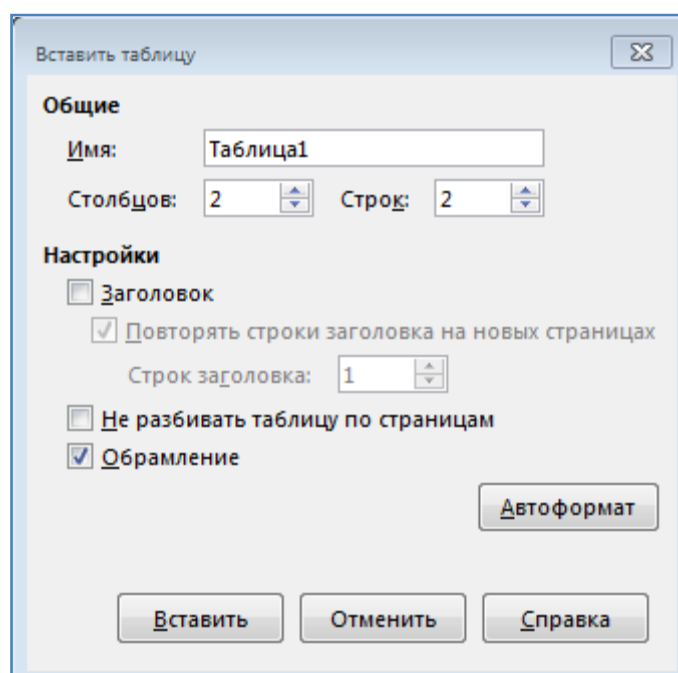 Вставить таблицу
Общие
Имя: Таблица1
Столбцов: 2 Строк: 2
Настройки
Заголовок
Повторять строки заголовка на новых страницах
Строк заголовка: 1
Не разбивать таблицу по страницам
Обрамление
Автоформат
Вставить Отменить Справка